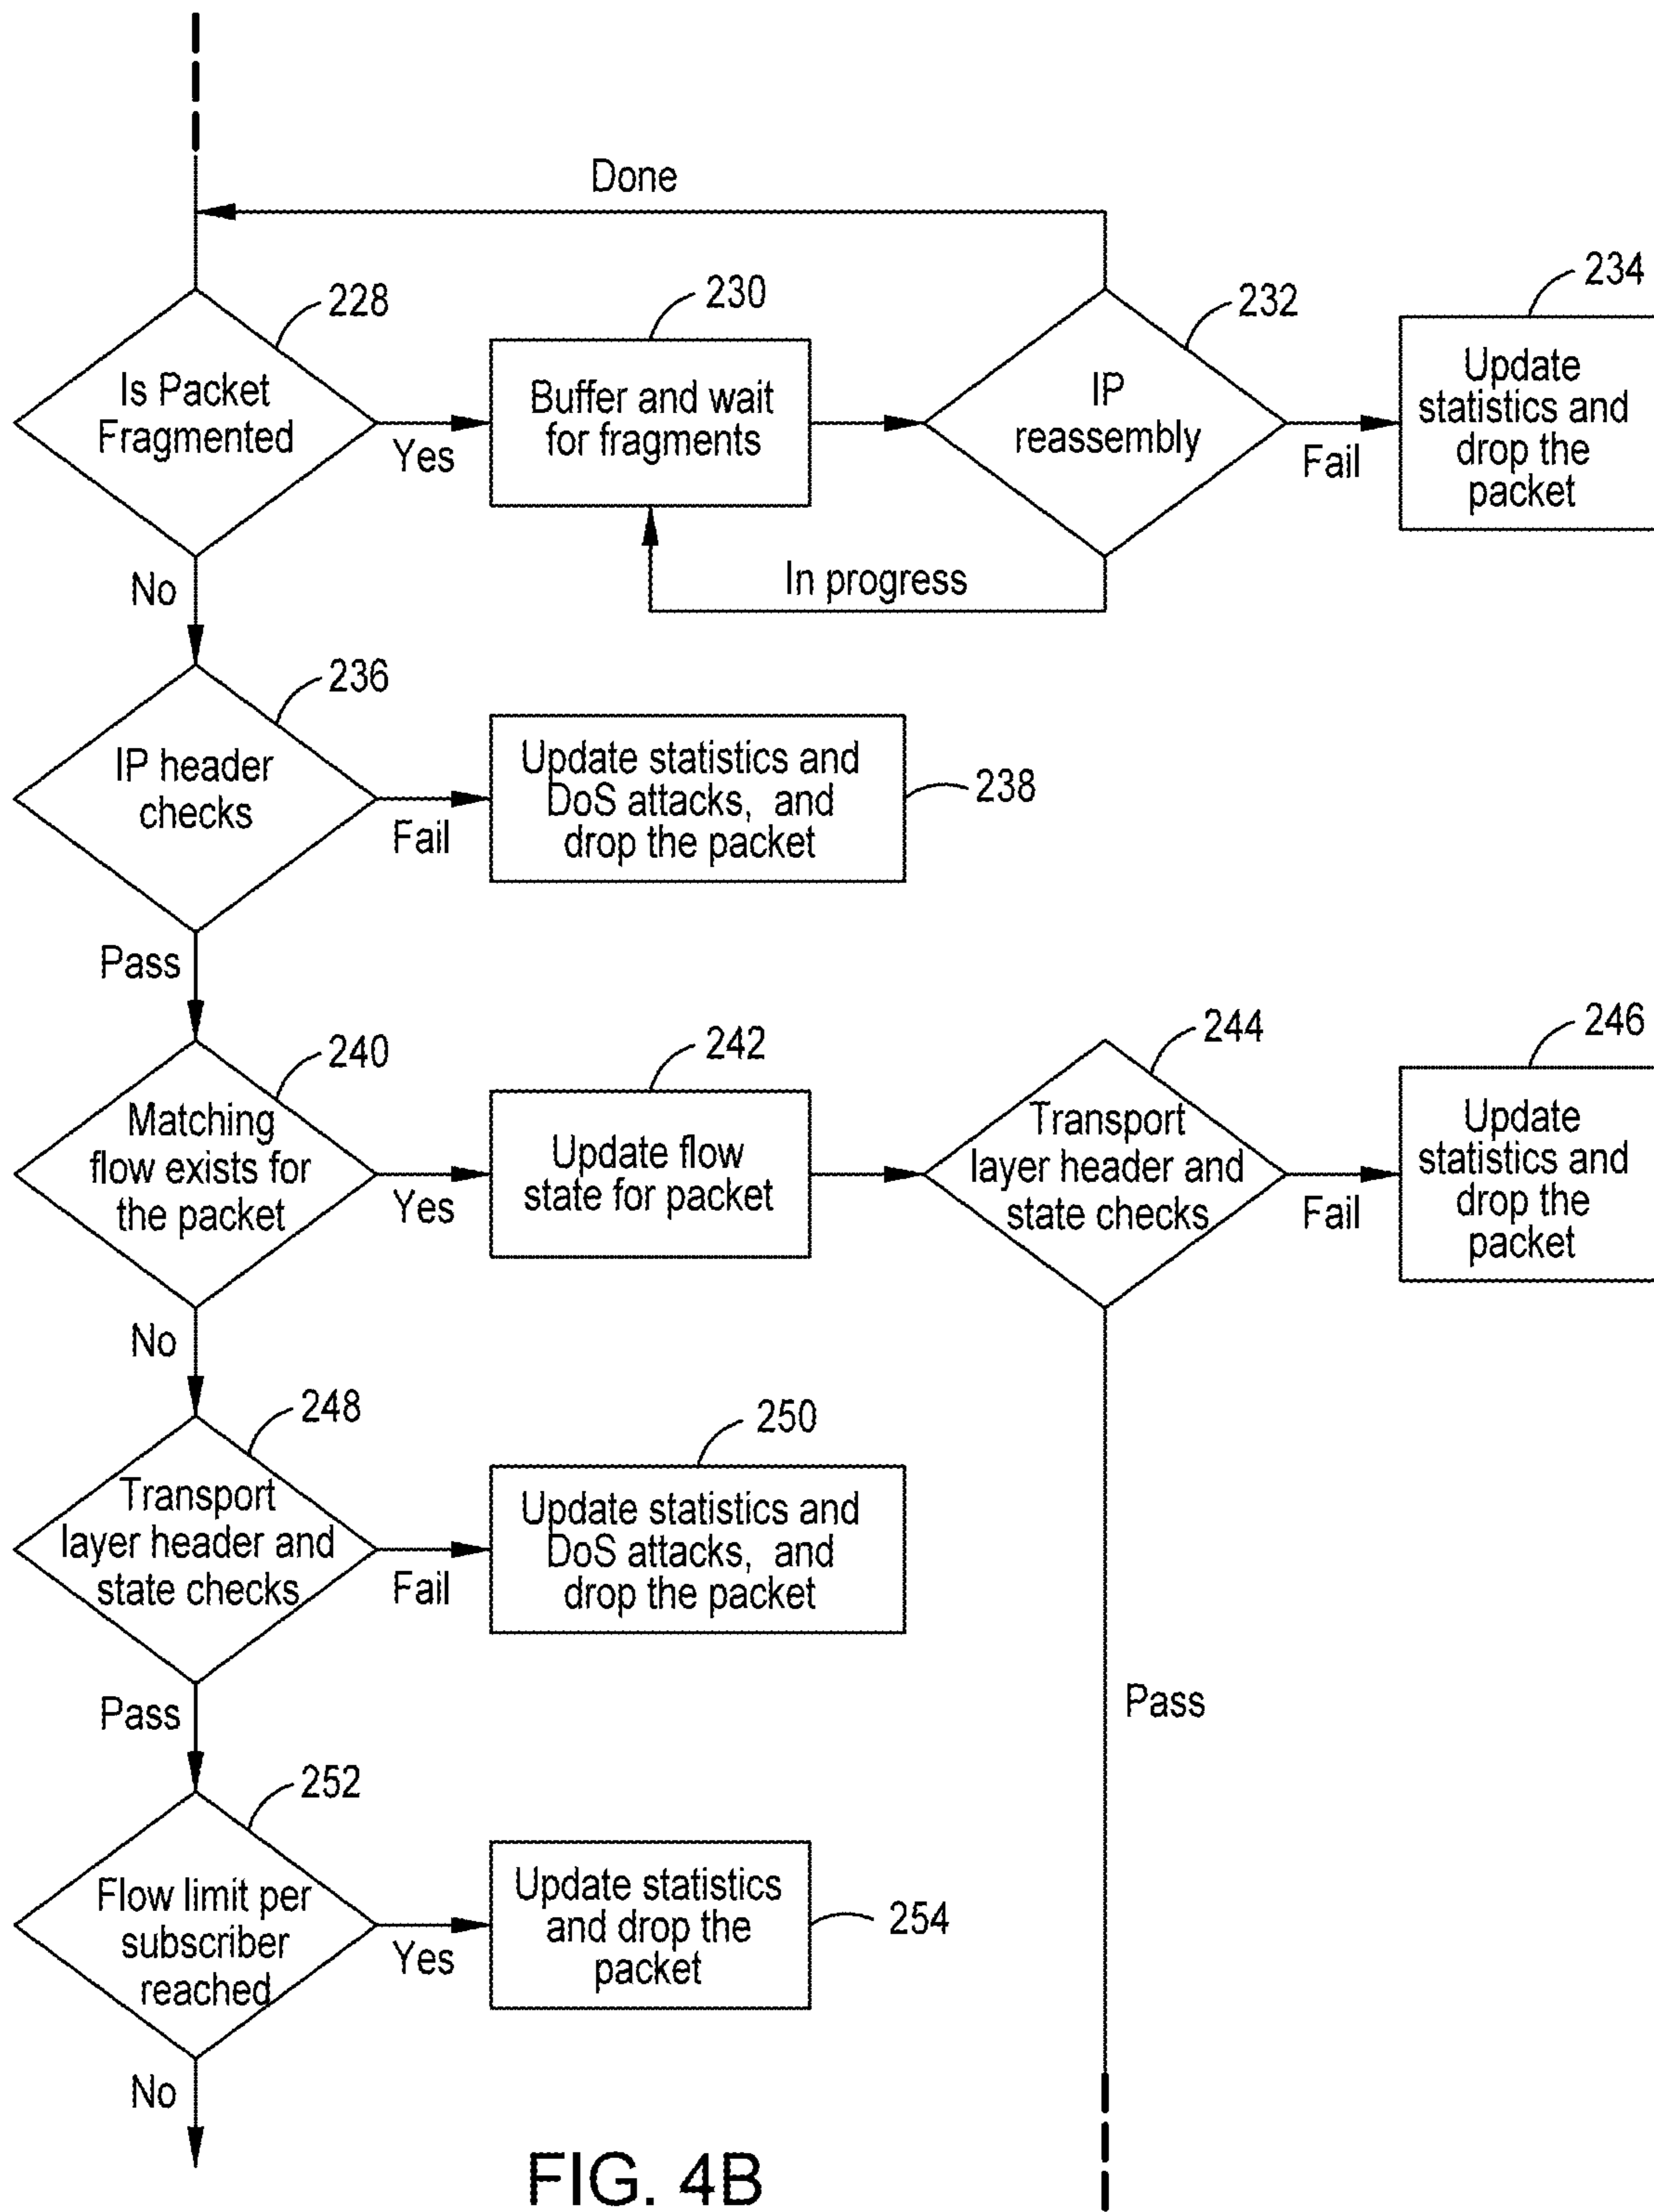 Done
228
Is Packet
Fragmented
Yes
No
230
Buffer and wait
for fragments
232
IP
reassembly
Fail
In progress
234
Update
statistics and
drop the
packet
236
IP header
checks
Fail
Pass
Update statistics and
DoS attacks, and
drop the packet
238
240
Matching
flow exists for
the packet
Yes
No
242
Update flow
state for packet
244
Transport
layer header and
state checks
Fail
Pass
246
Update
statistics and
drop the
packet
248
Transport
layer header and
state checks
Fail
Pass
250
Update statistics and
DoS attacks, and
drop the packet
252
Flow limit per
subscriber
reached
Yes
No
Update statistics
and drop the
packet
254
FIG. 4B